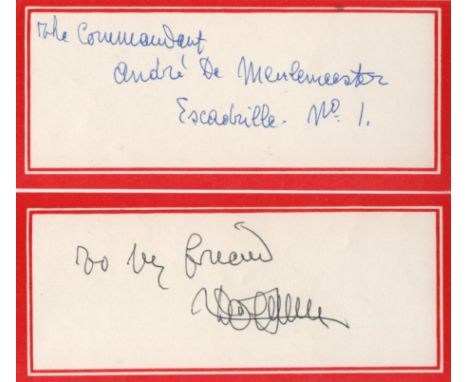 The Commandant
André De Meulemeester
Escadrille. No 1.
To My friend